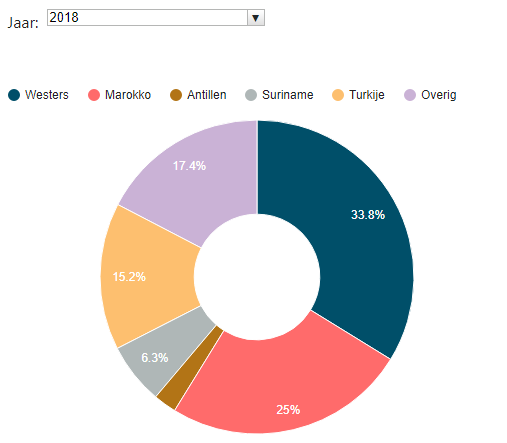 Jaar: 2018
Westers Marokko Antillen Suriname Turkije Overig
17.4%
33.8%
15.2%
6.3%
25%